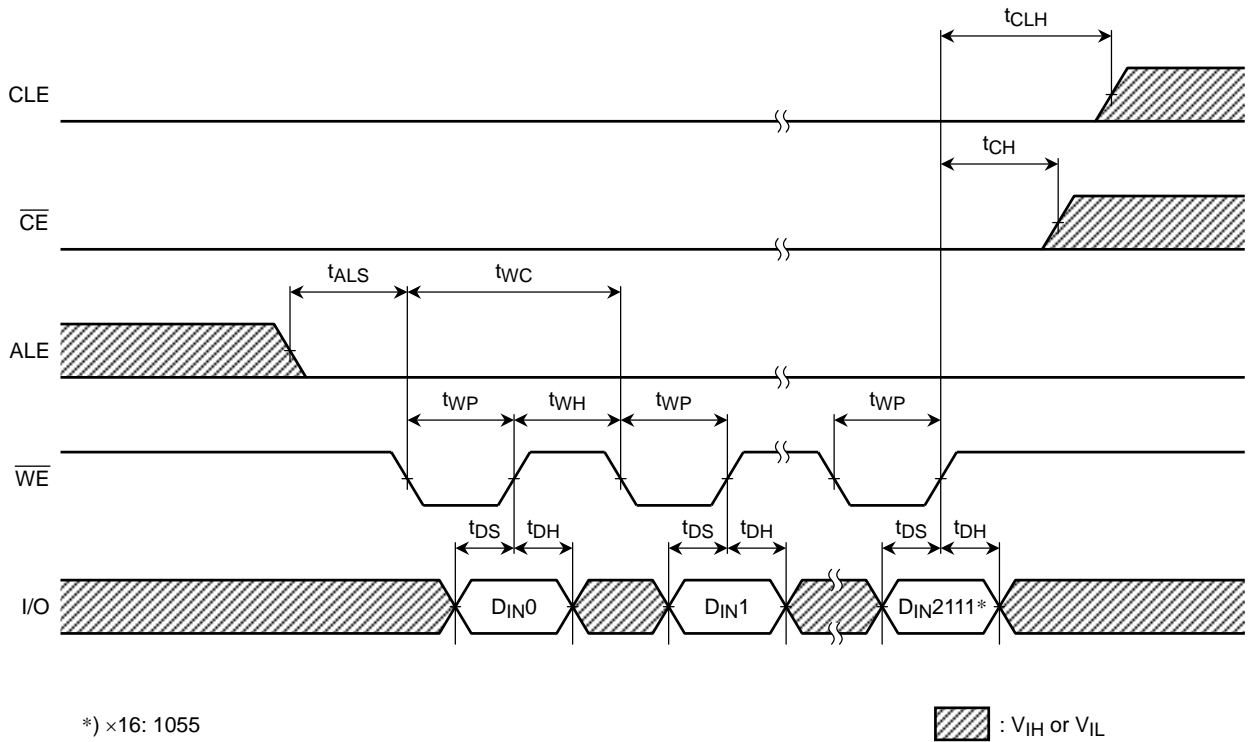 tCLH
CLE
tCH
CE
tALS tWC
ALE
tWP tWH tWP tWP
WE
tDS tDH tDS tDH tDS tDH
I/O DIN0 DIN1 DIN2111*
*) ×16: 1055 : VIH or VIL